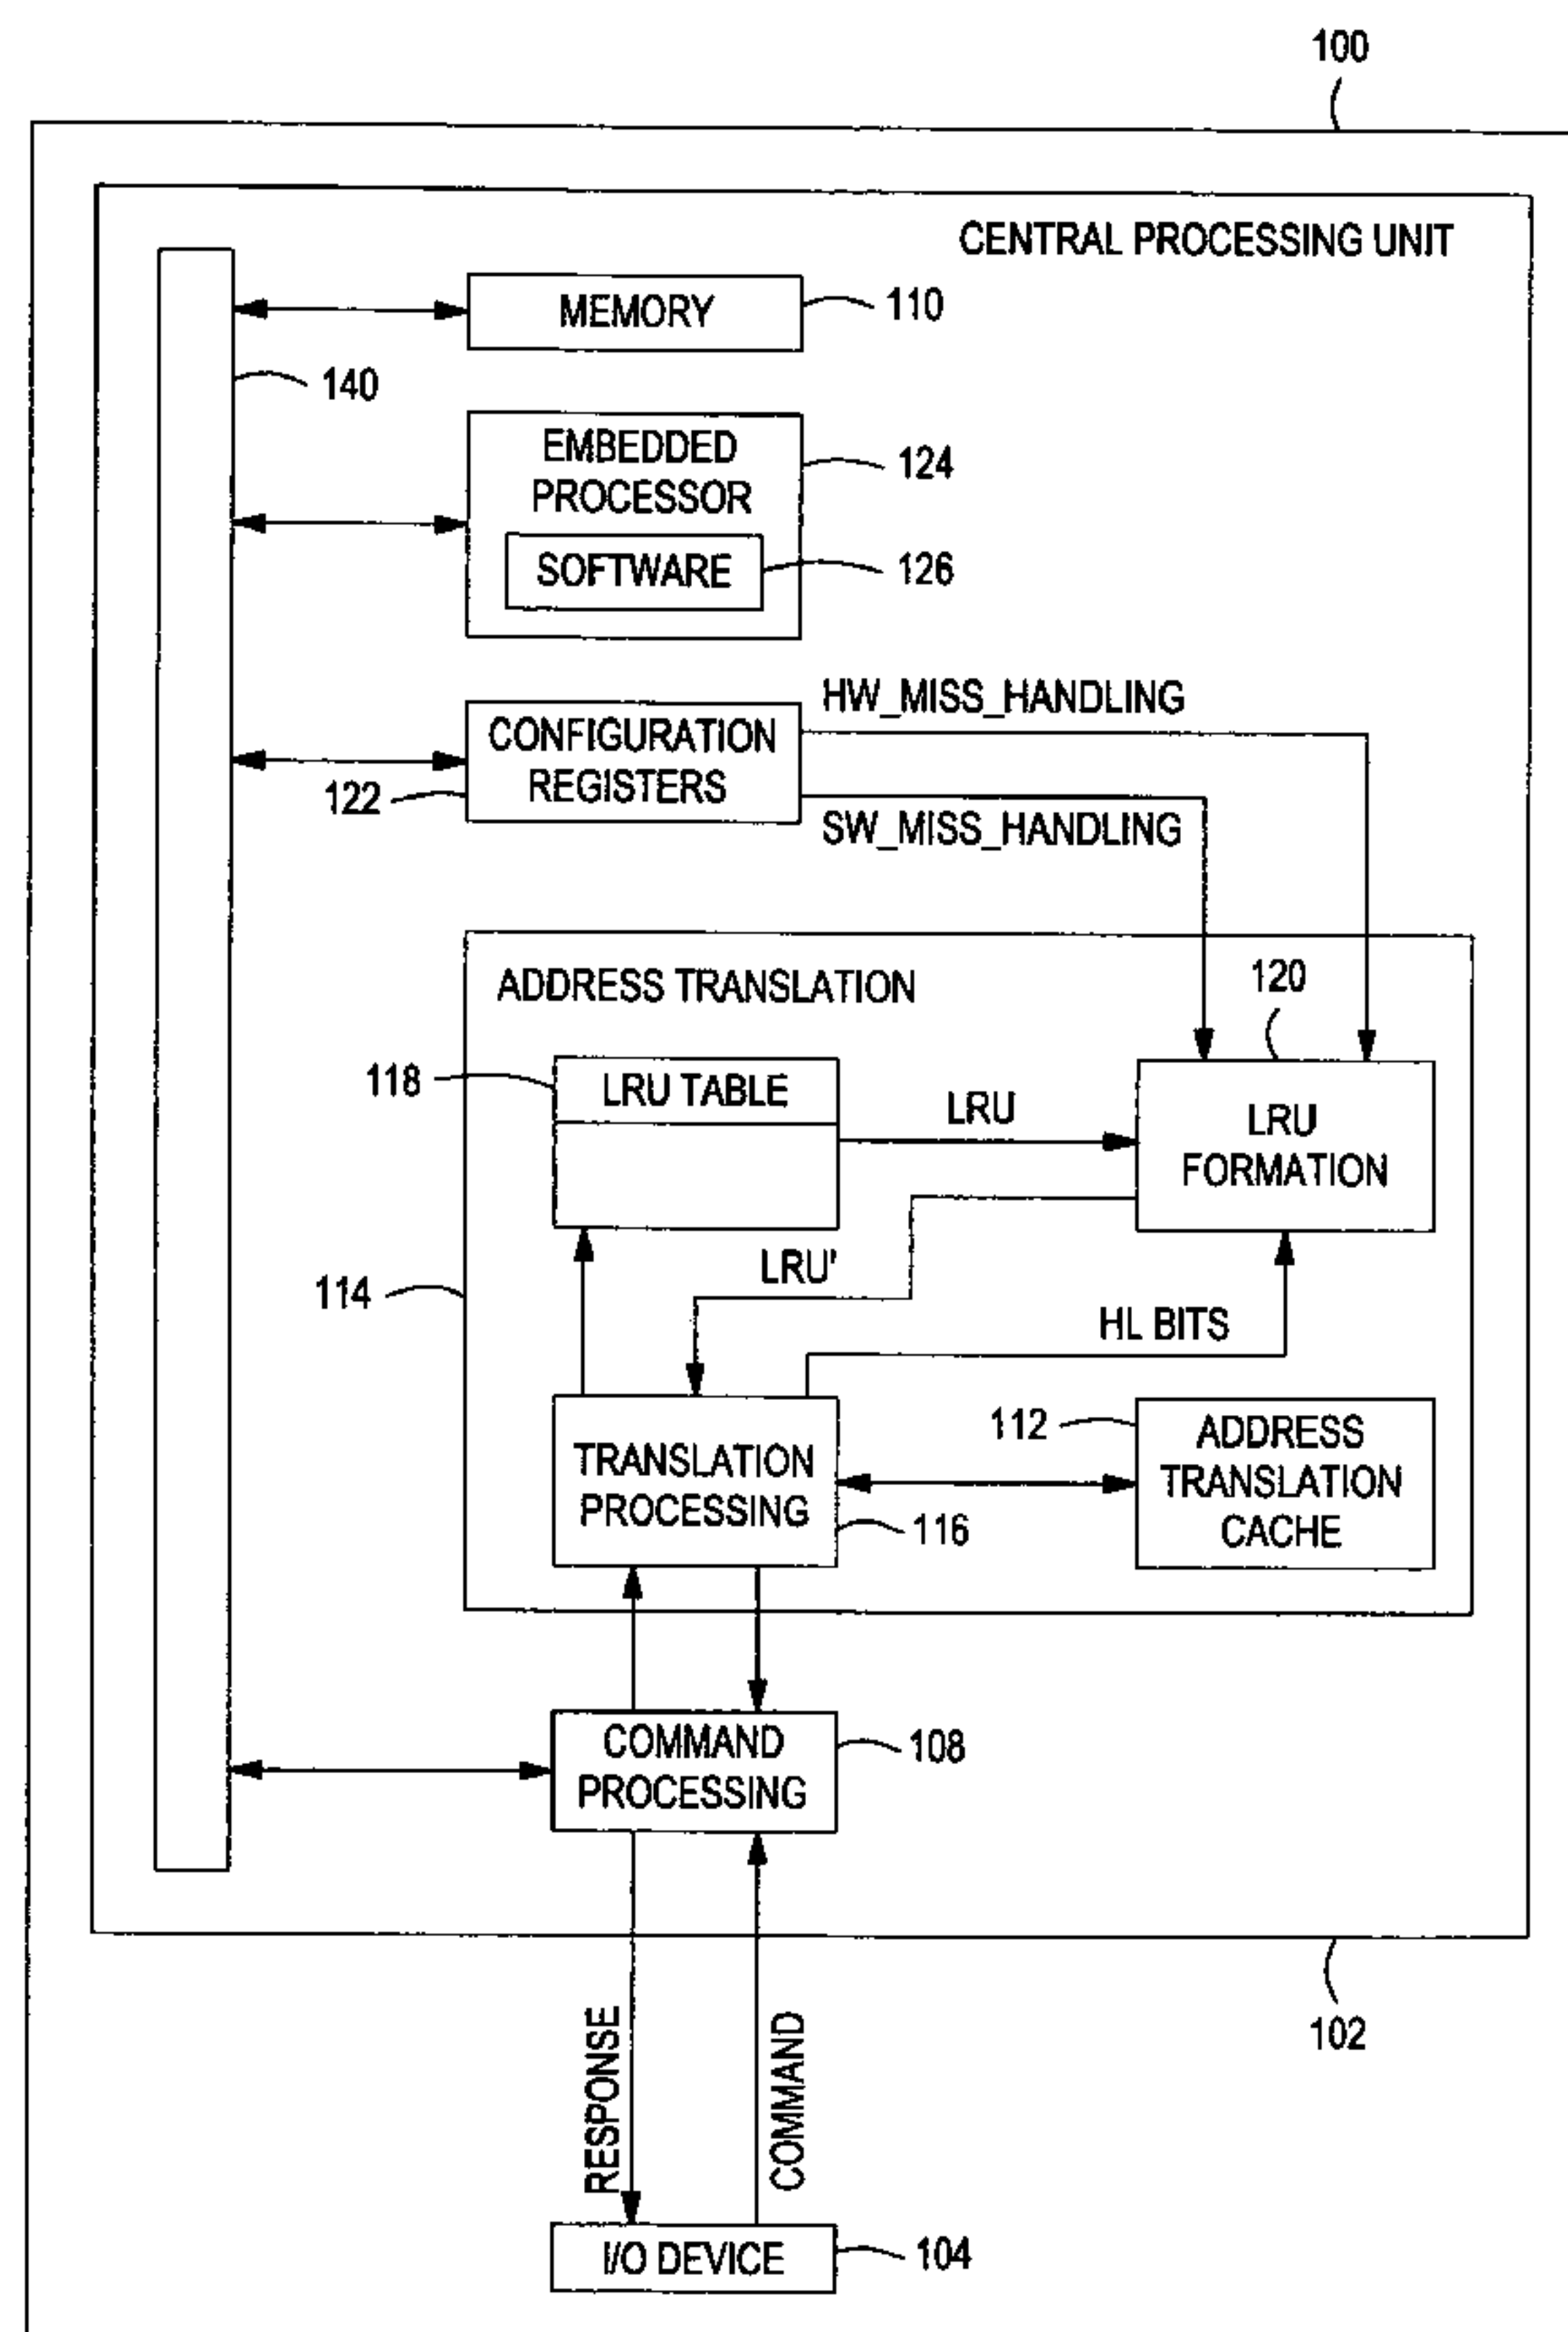 100
CENTRAL PROCESSING UNIT
MEMORY
110
140
EMBEDDED
PROCESSOR
124
SOFTWARE
126
HW_MISS_HANDLING
CONFIGURATION
REGISTERS
122
SW_MISS_HANDLING
ADDRESS TRANSLATION
120
118
LRU TABLE
LRU
LRU
FORMATION
LRU'
114
HL BITS
112
ADDRESS
TRANSLATION
CACHE
TRANSLATION
PROCESSING
116
COMMAND
PROCESSING
108
RESPONSE
COMMAND
102
I/O DEVICE
104